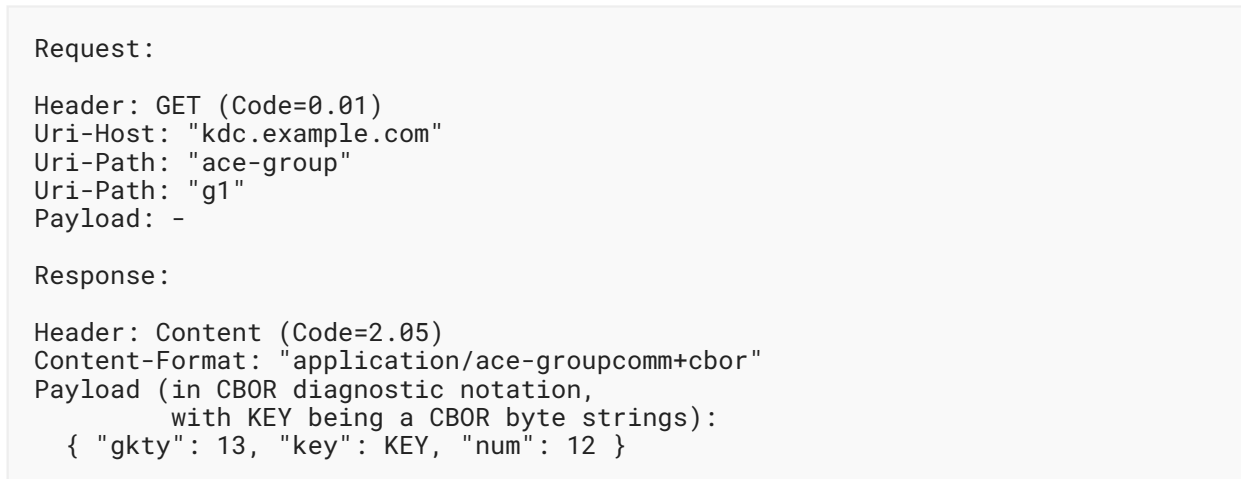 Request:
Header: GET (Code=0.01)
Uri-Host: "kdc.example.com"
Uri-Path: "ace-group"
Uri-Path: "g1"
Payload: -
Response:
Header: Content (Code=2.05)
Content-Format: "application/ace-groupcomm+cbor"
Payload (in CBOR diagnostic notation,
with KEY being a CBOR byte strings):
{ "gkty": 13, "key": KEY, "num": 12 }